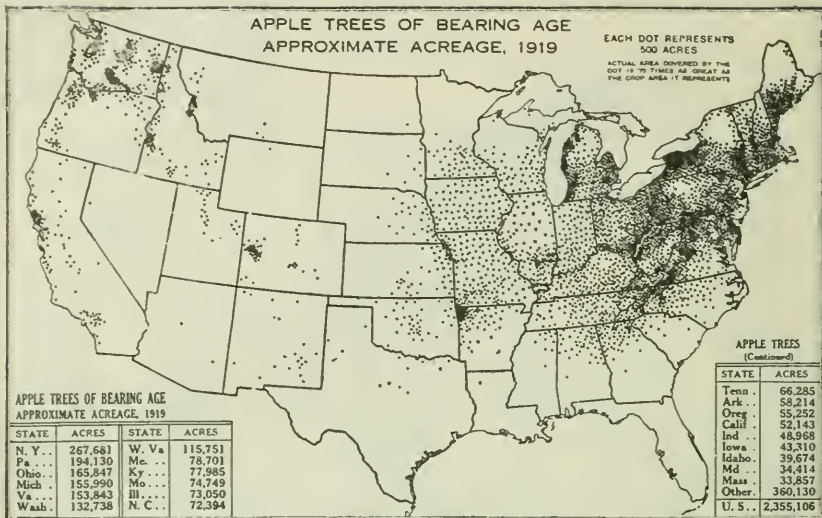 APPLE TREES OF BEARING AGE
APPROXIMATE ACREAGE, 1919
EACH DOT REPRESENTS
500 ACRES
ACTUAL AREA COVERED BY THE
DOT IS 75 TIMES AS GREAT AS
THE CROP AREA IT REPRESENTS
APPLE TREES OF BEARING AGE
APPROXIMATE ACREAGE, 1919
STATE ACRES STATE ACRES
N. Y. . 267,681 W. Va 115,751
Pa . . . . 194,130 Me. . . . 78,701
Ohio. . . 165,847 Ky . . . . 77,985
Mich . 155,990 Mo . . . 74,749
Va . . . . 153,843 Ill. . . . 73,050
Wash. 132,738 N. C. . 72,394
APPLE TREES
(Continued)
STATE ACRES
Tenn . 66,285
Ark . . 58,214
Oreg . 55,252
Calif . 52,143
Ind . . 48,968
Iowa . 43,310
Idaho. 39,674
Md . . 34,414
Mass. 33,857
Other. 360,130
U. S. . 2,355,106